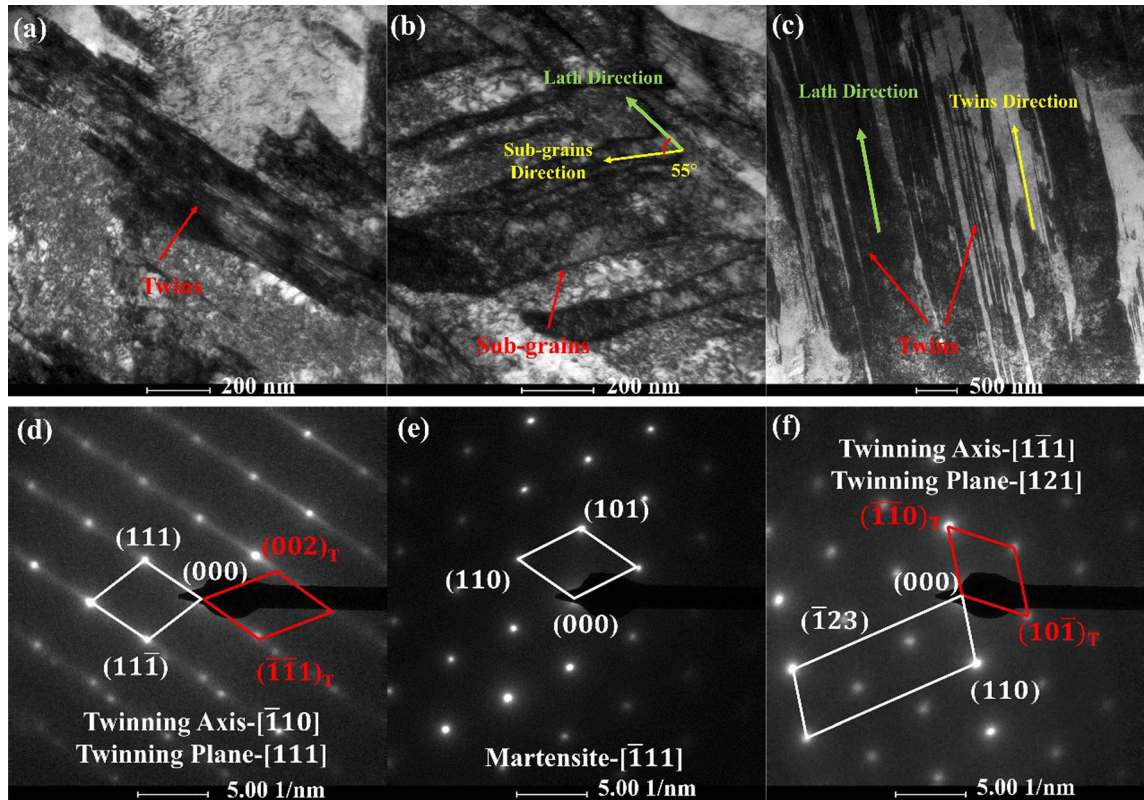 (a)
Twins
200 nm
(b)
Lath Direction
Sub-grains
Direction
55°
Sub-grains
200 nm
(c)
Lath Direction
Twins Direction
Twins
500 nm
(d)
(111)
(000)
(002)T
(111̅)
(1̅1̅1)T
Twinning Axis-[1̅10]
Twinning Plane-[111]
5.00 1/nm
(e)
(101)
(110)
(000)
Martensite-[1̅11]
5.00 1/nm
(f)
Twinning Axis-[11̅1]
Twinning Plane-[121]
(1̅1̅0)T
(000)
(1̅23)
(101̅)T
(110)
5.00 1/nm